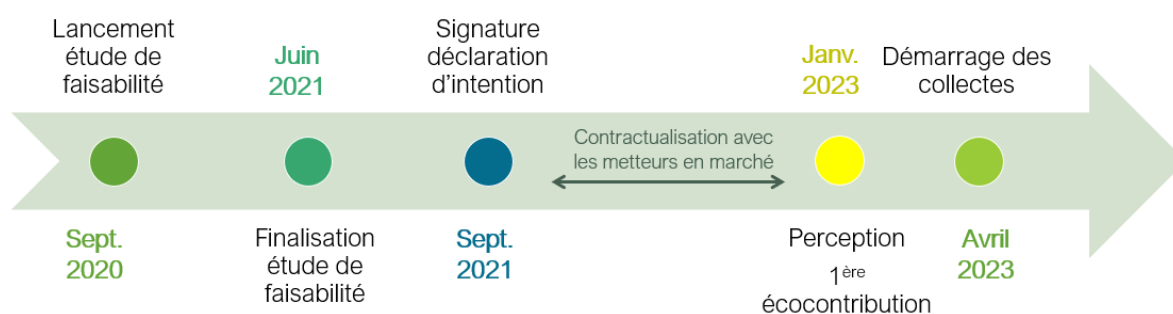 Lancement
étude de
faisabilité
Sept.
2020
Juin
2021
Finalisation
étude de
faisabilité
Signature
déclaration
d'intention
Sept.
2021
Contractualisation avec
les metteurs en marché
Janv.
2023
Perception
1ère
écocontribution
Démarrage des
collectes
Avril
2023